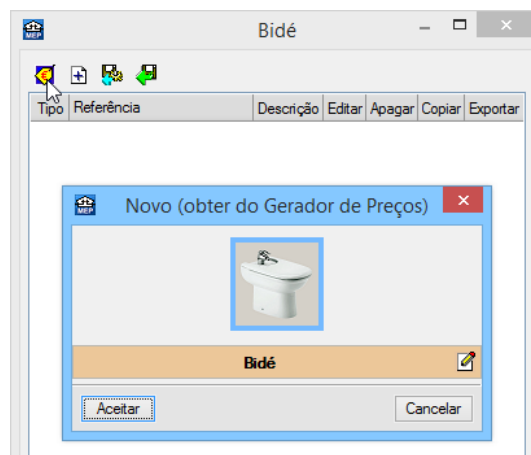 MEP
Bidé
€
Tipo Referência Descrição Editar Apagar Copiar Exportar
MEP
Novo (obter do Gerador de Preços)
Bidé
Aceitar Cancelar